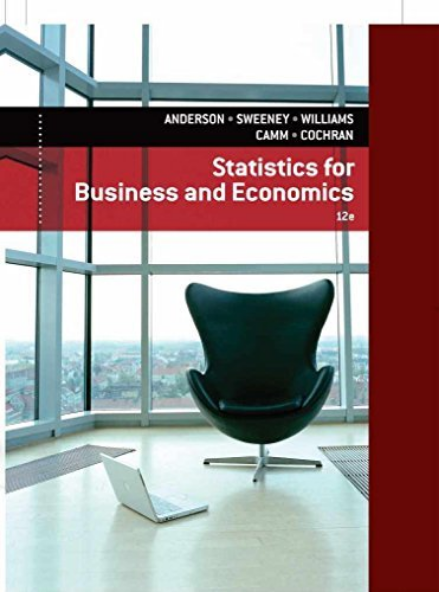 ANDERSON • SWEENEY • WILLIAMS
CAMM • COCHRAN
Statistics for
Business and Economics
12e